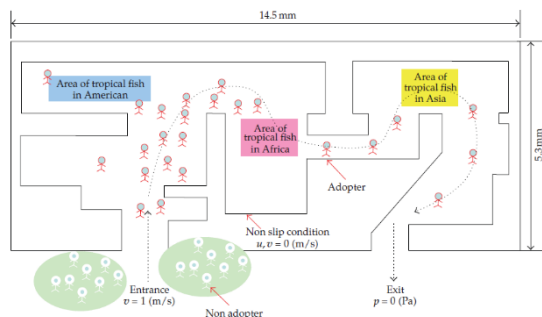 14.5 mm
Area of tropical fish
in American
Area of
tropical fish
in Asia
Area of
tropical fish
in Africa
5.3 mm
Adopter
Non slip condition
u, v = 0 (m/s)
Entrance
v = 1 (m/s)
Exit
p = 0 (Pa)
Non adopter